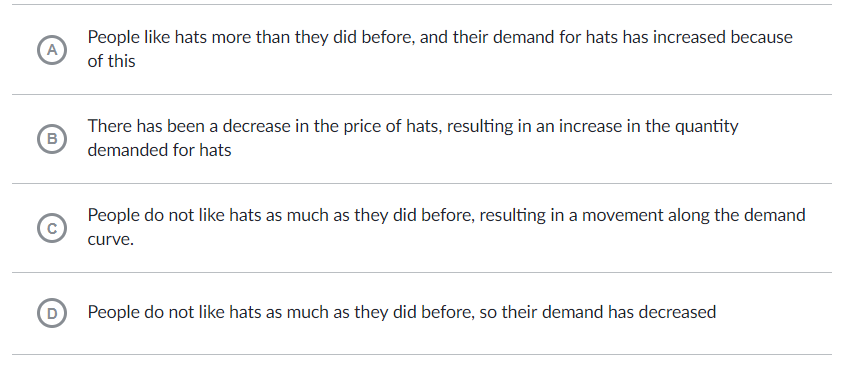 A
People like hats more than they did before, and their demand for hats has increased because
of this
B
There has been a decrease in the price of hats, resulting in an increase in the quantity
demanded for hats
C
People do not like hats as much as they did before, resulting in a movement along the demand
curve.
D
People do not like hats as much as they did before, so their demand has decreased